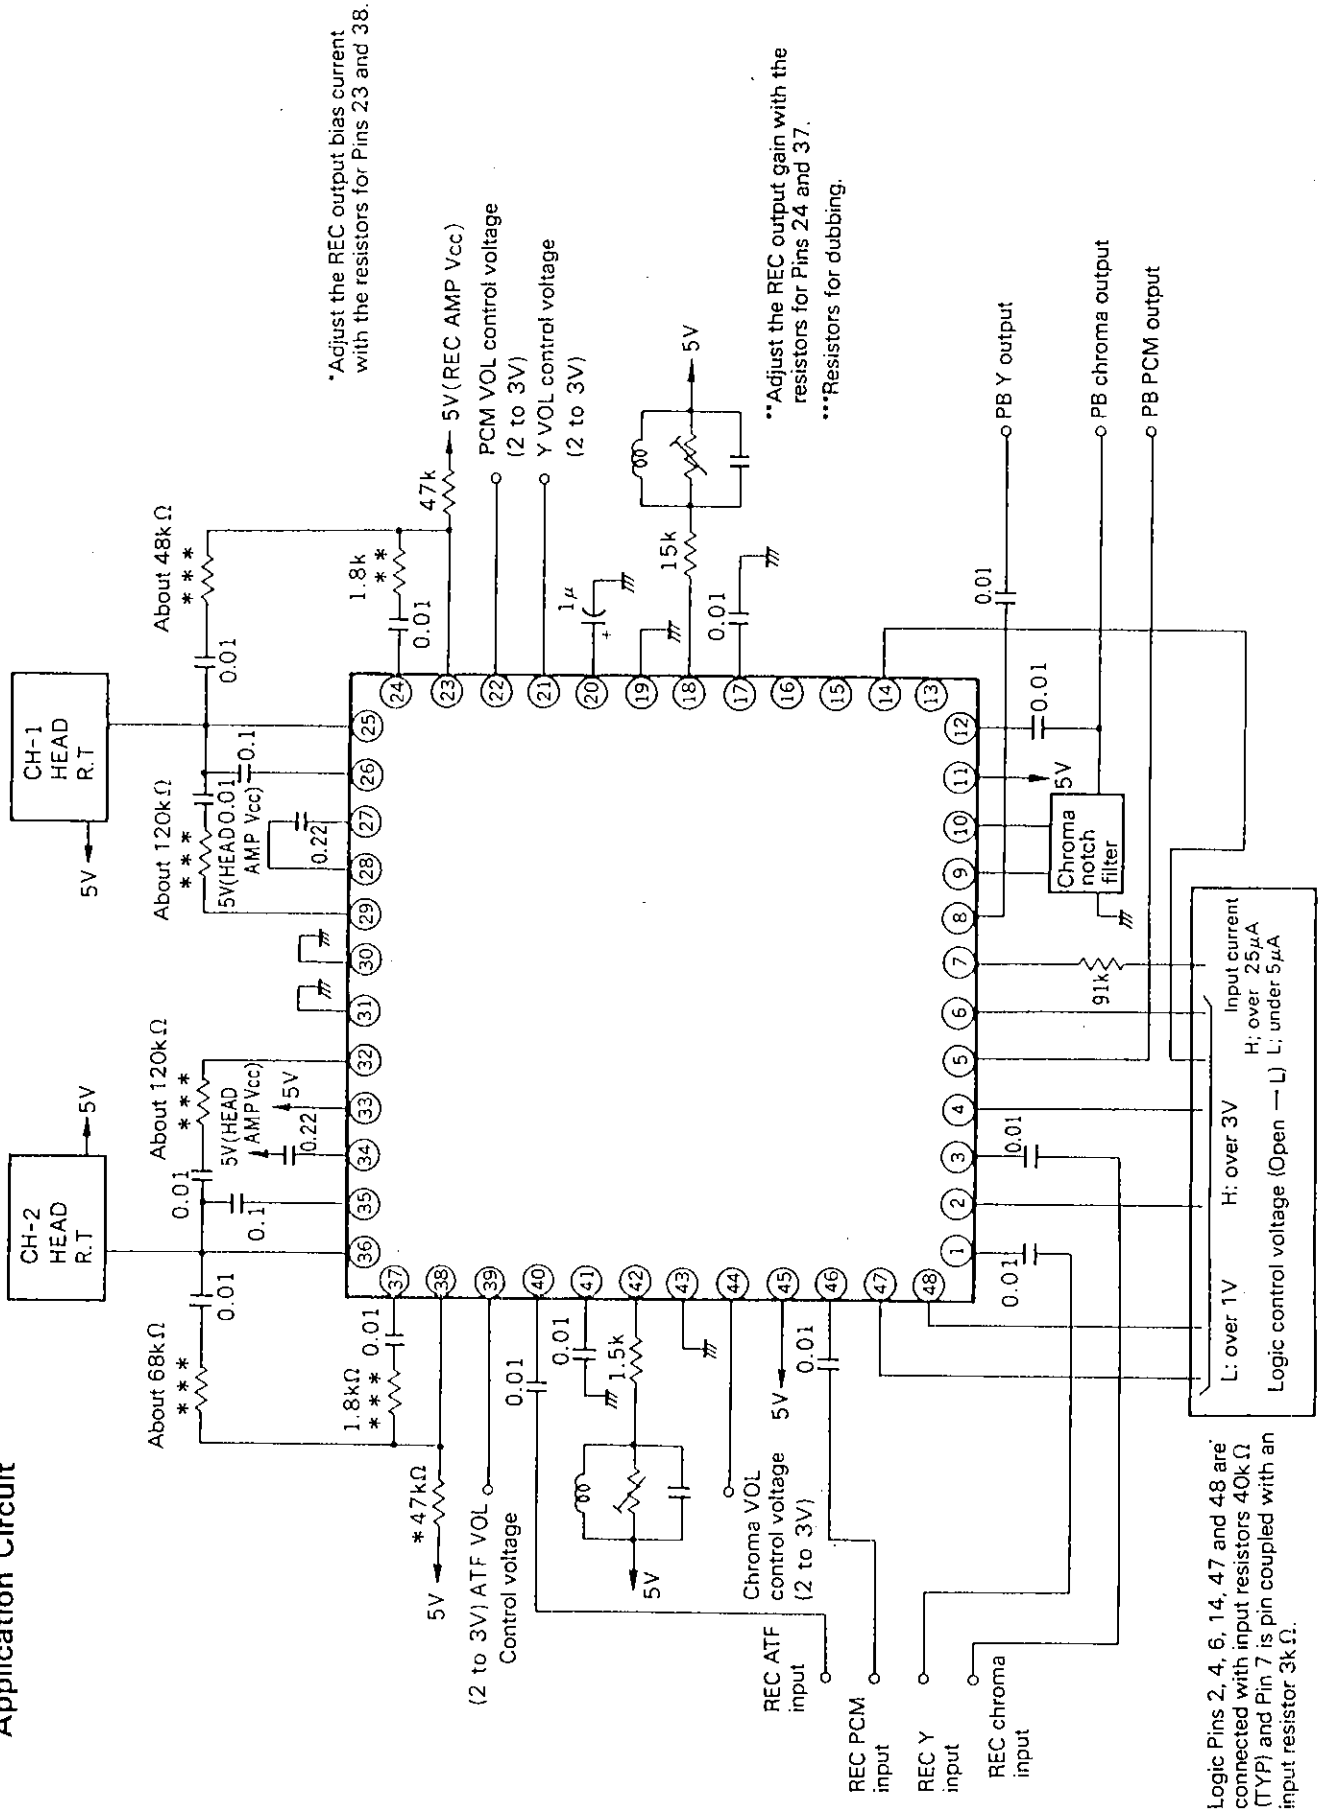 Application Circuit
CH-2
HEAD
R.T
5V
CH-1
HEAD
R.T
5V
About 68kΩ
***
0.01
0.01
About 120kΩ
***
0.1
5V(HEAD
AMP Vcc)
0.22
5V
About 120kΩ
***
5V(HEAD
AMP Vcc)
0.01
0.1
0.22
About 48kΩ
***
0.01
*Adjust the REC output bias current
with the resistors for Pins 23 and 38.
36
35
34
33
32
31
30
29
28
27
26
25
1.8kΩ
***
0.01
*47kΩ
5V
(2 to 3V) ATF VOL
Control voltage
0.01
0.01
1.5k
5V
Chroma VOL
control voltage
(2 to 3V)
5V
0.01
REC ATF
input
REC PCM
input
REC Y
input
REC chroma
input
37
38
39
40
41
42
43
44
45
46
47
48
24
23
22
21
20
19
18
17
16
15
14
13
1.8k
**
0.01
47k
5V(REC AMP Vcc)
PCM VOL control voltage
(2 to 3V)
Y VOL control voltage
(2 to 3V)
1μ
+
15k
5V
0.01
**Adjust the REC output gain with the
resistors for Pins 24 and 37.
***Resistors for dubbing.
1
2
3
4
5
6
7
8
9
10
11
12
0.01
0.01
91k
Chroma
notch
filter
5V
0.01
0.01
PB Y output
PB chroma output
PB PCM output
L: over 1V
H: over 3V
Logic control voltage (Open — L)
Input current
H; over 25μA
L; under 5μA
Logic Pins 2, 4, 6, 14, 47 and 48 are
connected with input resistors 40kΩ
(TYP) and Pin 7 is pin coupled with an
input resistor 3kΩ.